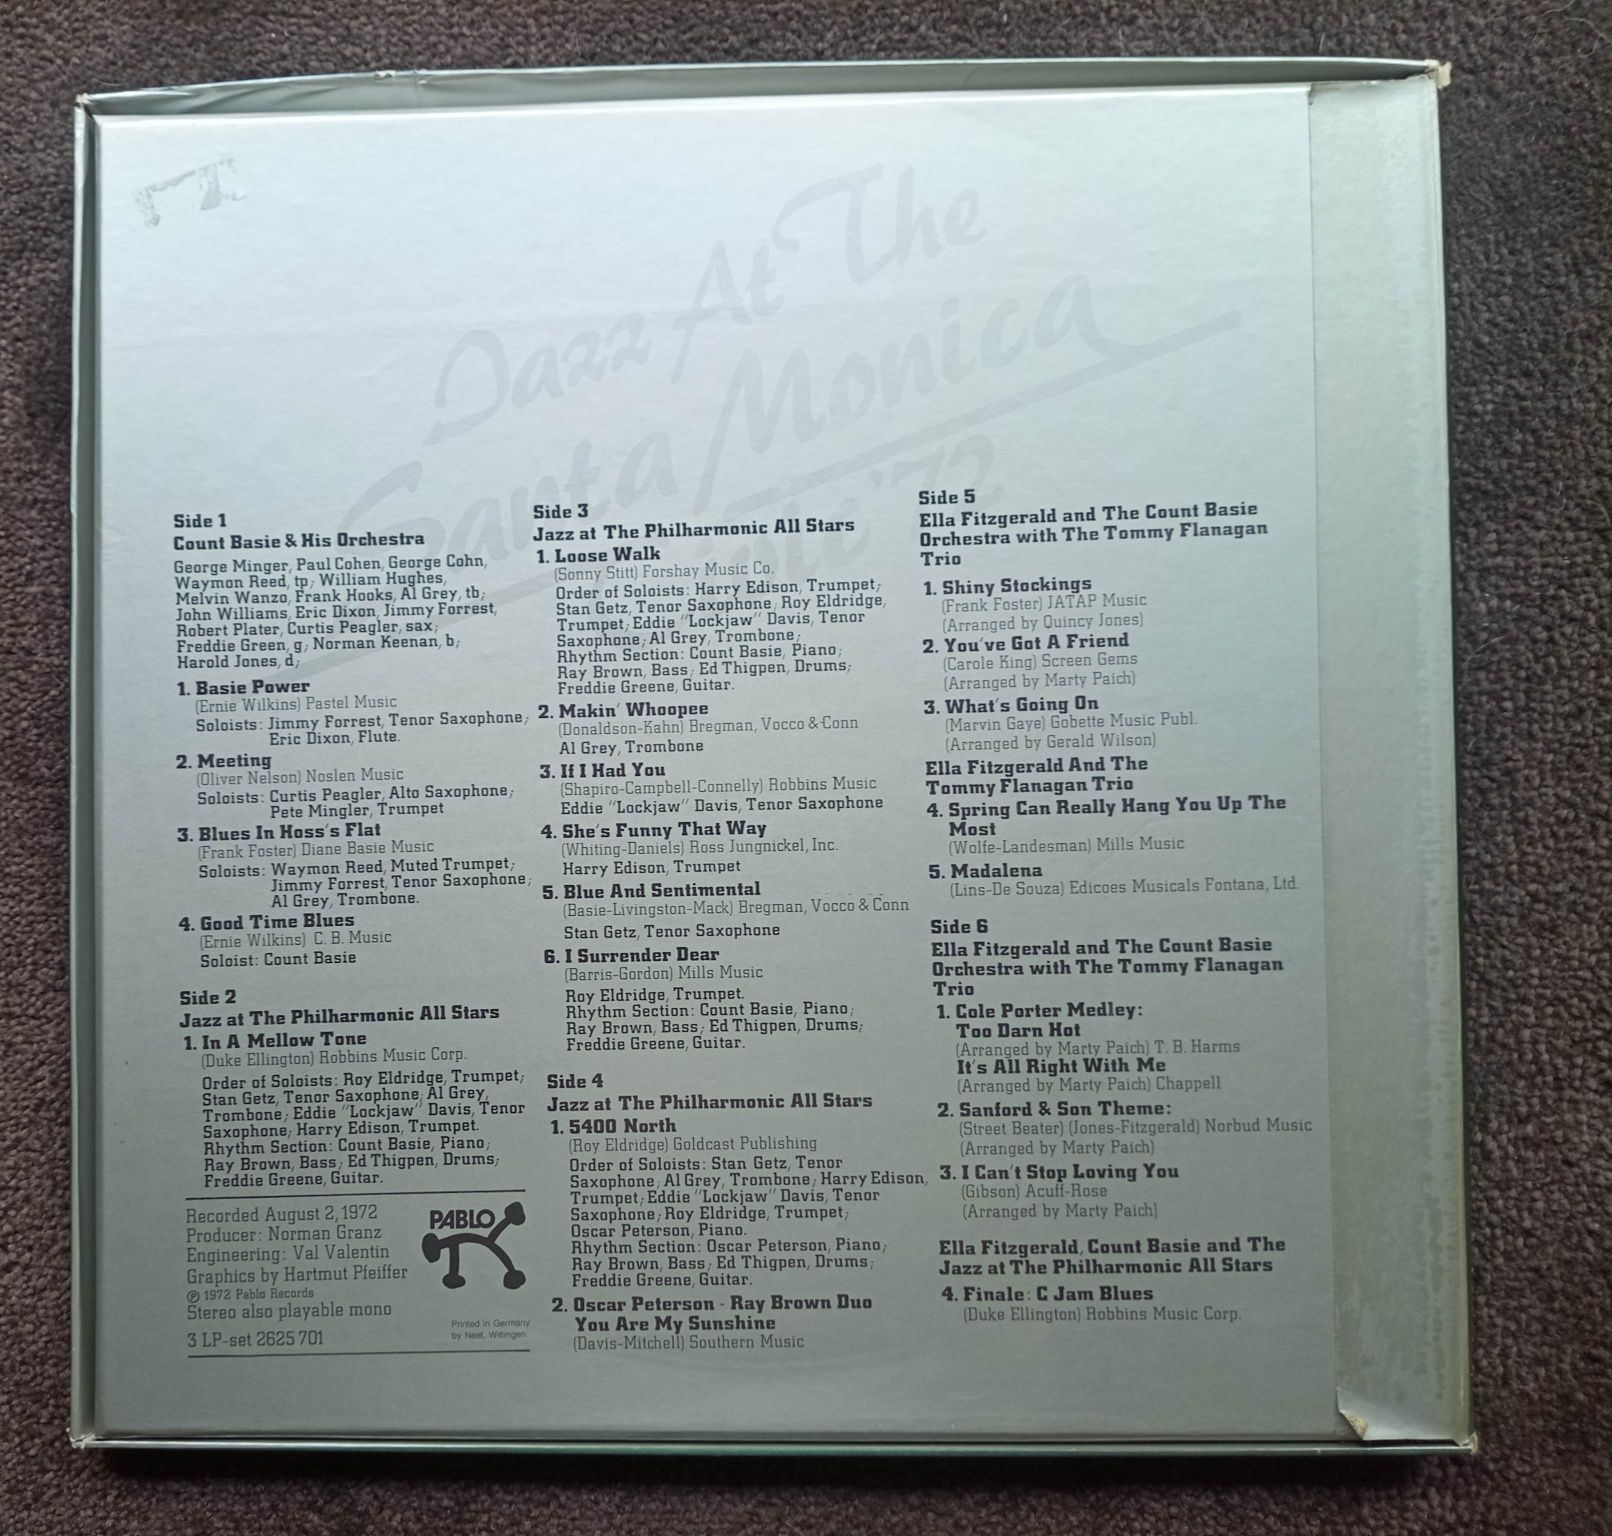 Jazz At The
Santa Monica
Civic '72
Side 1
Count Basie & His Orchestra
George Minger, Paul Cohen, George Cohn,
Waymon Reed, tp; William Hughes,
Melvin Wanzo, Frank Hooks, Al Grey, tb;
John Williams, Eric Dixon, Jimmy Forrest,
Robert Plater, Curtis Peagler, sax;
Freddie Green, g; Norman Keenan, b;
Harold Jones, d;
1. Basie Power
(Ernie Wilkins) Pastel Music
Soloists: Jimmy Forrest, Tenor Saxophone;
Eric Dixon, Flute.
2. Meeting
(Oliver Nelson) Noslen Music
Soloists: Curtis Peagler, Alto Saxophone;
Pete Mingler, Trumpet
3. Blues In Hoss's Flat
(Frank Foster) Diane Basie Music
Soloists: Waymon Reed, Muted Trumpet;
Jimmy Forrest, Tenor Saxophone;
Al Grey, Trombone.
4. Good Time Blues
(Ernie Wilkins) C. B. Music
Soloist: Count Basie
Side 2
Jazz at The Philharmonic All Stars
1. In A Mellow Tone
(Duke Ellington) Robbins Music Corp.
Order of Soloists: Roy Eldridge, Trumpet;
Stan Getz, Tenor Saxophone; Al Grey,
Trombone; Eddie "Lockjaw" Davis, Tenor
Saxophone; Harry Edison, Trumpet.
Rhythm Section: Count Basie, Piano;
Ray Brown, Bass; Ed Thigpen, Drums;
Freddie Greene, Guitar.
Recorded August 2, 1972
Producer: Norman Granz
Engineering: Val Valentin
Graphics by Hartmut Pfeiffer
℗ 1972 Pablo Records
Stereo also playable mono
3 LP-set 2625 701
PABLO
Printed in Germany
by Neef, Wittingen
Side 3
Jazz at The Philharmonic All Stars
1. Loose Walk
(Sonny Stitt) Forshay Music Co.
Order of Soloists: Harry Edison, Trumpet;
Stan Getz, Tenor Saxophone; Roy Eldridge,
Trumpet; Eddie "Lockjaw" Davis, Tenor
Saxophone; Al Grey, Trombone;
Rhythm Section: Count Basie, Piano;
Ray Brown, Bass; Ed Thigpen, Drums;
Freddie Greene, Guitar.
2. Makin' Whoopee
(Donaldson-Kahn) Bregman, Vocco & Conn
Al Grey, Trombone
3. If I Had You
(Shapiro-Campbell-Connelly) Robbins Music
Eddie "Lockjaw" Davis, Tenor Saxophone
4. She's Funny That Way
(Whiting-Daniels) Ross Jungnickel, Inc.
Harry Edison, Trumpet
5. Blue And Sentimental
(Basie-Livingston-Mack) Bregman, Vocco & Conn
Stan Getz, Tenor Saxophone
6. I Surrender Dear
(Barris-Gordon) Mills Music
Roy Eldridge, Trumpet.
Rhythm Section: Count Basie, Piano;
Ray Brown, Bass; Ed Thigpen, Drums;
Freddie Greene, Guitar.
Side 4
Jazz at The Philharmonic All Stars
1. 5400 North
(Roy Eldridge) Goldcast Publishing
Order of Soloists: Stan Getz, Tenor
Saxophone; Al Grey, Trombone; Harry Edison,
Trumpet; Eddie "Lockjaw" Davis, Tenor
Saxophone; Roy Eldridge, Trumpet;
Oscar Peterson, Piano.
Rhythm Section: Oscar Peterson, Piano;
Ray Brown, Bass; Ed Thigpen, Drums;
Freddie Greene, Guitar.
2. Oscar Peterson - Ray Brown Duo
You Are My Sunshine
(Davis-Mitchell) Southern Music
Side 5
Ella Fitzgerald and The Count Basie
Orchestra with The Tommy Flanagan
Trio
1. Shiny Stockings
(Frank Foster) JATAP Music
(Arranged by Quincy Jones)
2. You've Got A Friend
(Carole King) Screen Gems
(Arranged by Marty Paich)
3. What's Going On
(Marvin Gaye) Gobette Music Publ.
(Arranged by Gerald Wilson)
Ella Fitzgerald And The
Tommy Flanagan Trio
4. Spring Can Really Hang You Up The
Most
(Wolfe-Landesman) Mills Music
5. Madalena
(Lins-De Souza) Edicoes Musicals Fontana, Ltd.
Side 6
Ella Fitzgerald and The Count Basie
Orchestra with The Tommy Flanagan
Trio
1. Cole Porter Medley:
Too Darn Hot
(Arranged by Marty Paich) T. B. Harms
It's All Right With Me
(Arranged by Marty Paich) Chappell
2. Sanford & Son Theme:
(Street Beater) (Jones-Fitzgerald) Norbud Music
(Arranged by Marty Paich)
3. I Can't Stop Loving You
(Gibson) Acuff-Rose
(Arranged by Marty Paich]
Ella Fitzgerald, Count Basie and The
Jazz at The Philharmonic All Stars
4. Finale: C Jam Blues
(Duke Ellington) Robbins Music Corp.